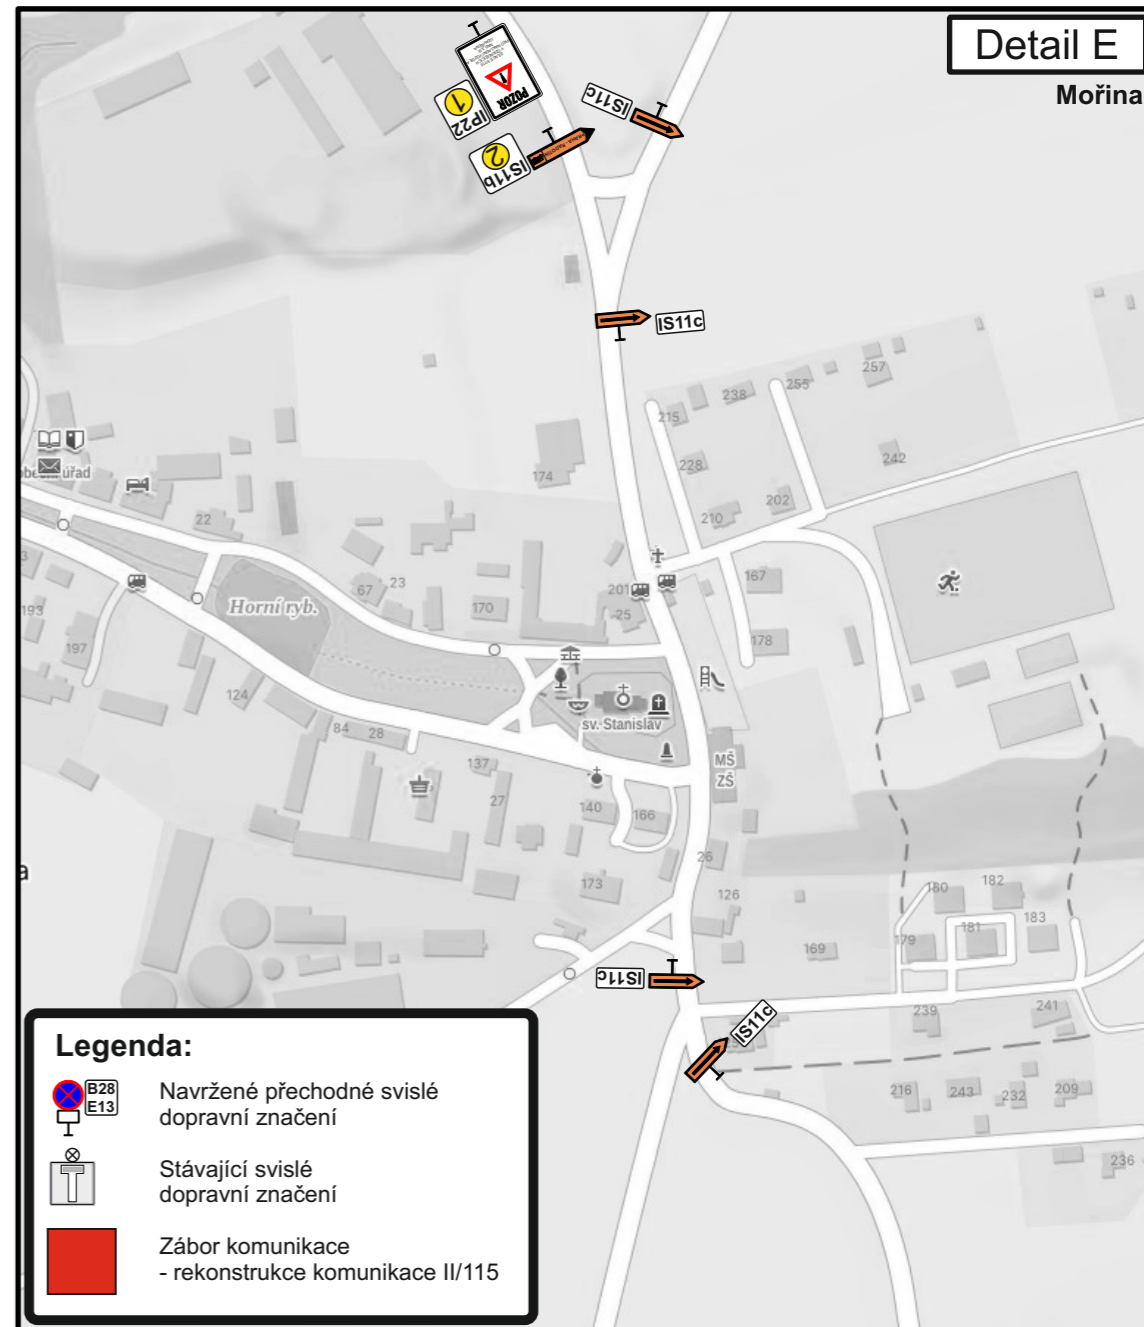 Detail E
Mořina
POZOR
1
IP22
2
IS11b
IS11c
IS11c
257
255
238
215
242
228
174
202
210
úřad
22
23
67
201
25
167
170
193
Horní ryb.
178
197
124
sv. Stanislav
84
28
MŠ
ZŠ
137
27
140
166
26
173
126
180
182
183
181
179
169
IS11c
IS11c
239
241
216
243
232
209
236
Legenda:
B28
E13
Navržené přechodné svislé
dopravní značení
Stávající svislé
dopravní značení
Zábor komunikace
- rekonstrukce komunikace II/115